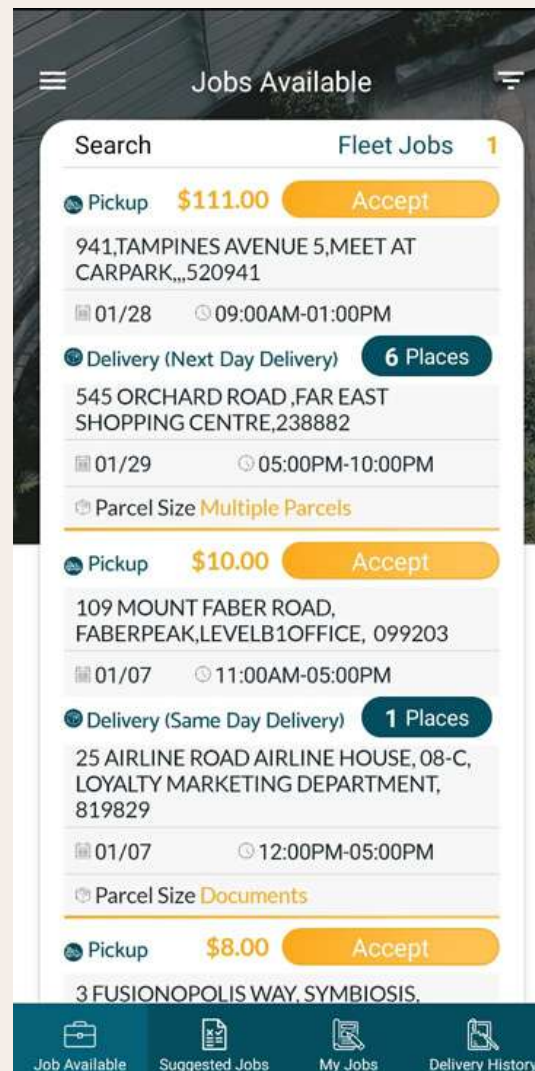 Jobs Available
Search Fleet Jobs 1
Pickup $111.00 Accept
941,TAMPINES AVENUE 5,MEET AT
CARPARK,,,520941
01/28 09:00AM-01:00PM
Delivery (Next Day Delivery) 6 Places
545 ORCHARD ROAD ,FAR EAST
SHOPPING CENTRE,238882
01/29 05:00PM-10:00PM
Parcel Size Multiple Parcels
Pickup $10.00 Accept
109 MOUNT FABER ROAD,
FABERPEAK,LEVELB1OFFICE, 099203
01/07 11:00AM-05:00PM
Delivery (Same Day Delivery) 1 Places
25 AIRLINE ROAD AIRLINE HOUSE, 08-C,
LOYALTY MARKETING DEPARTMENT,
819829
01/07 12:00PM-05:00PM
Parcel Size Documents
Pickup $8.00 Accept
3 FUSIONOPOLIS WAY, SYMBIOSIS,
Job Available Suggested Jobs My Jobs Delivery History